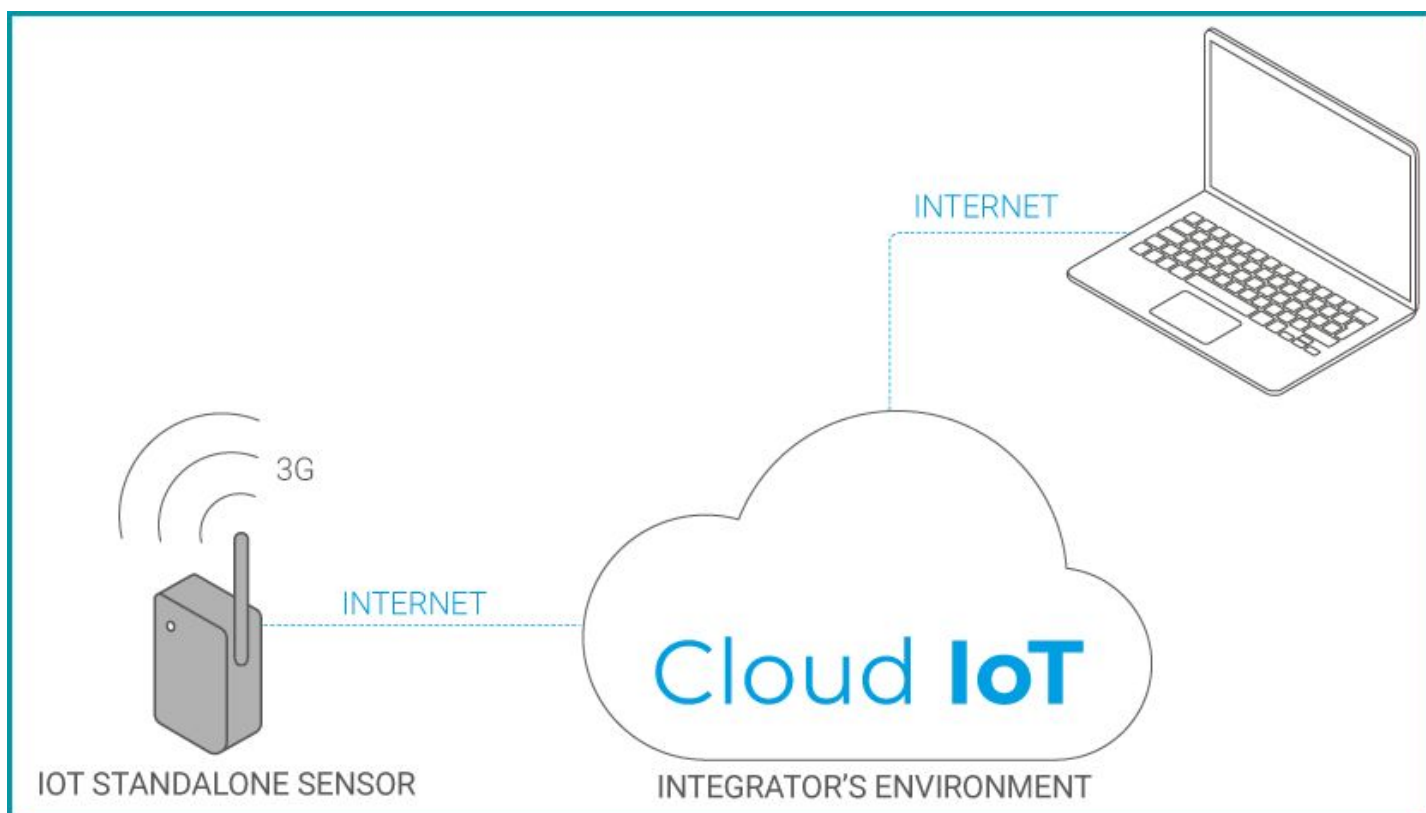 INTERNET
3G
INTERNET
Cloud IoT
IOT STANDALONE SENSOR
INTEGRATOR'S ENVIRONMENT